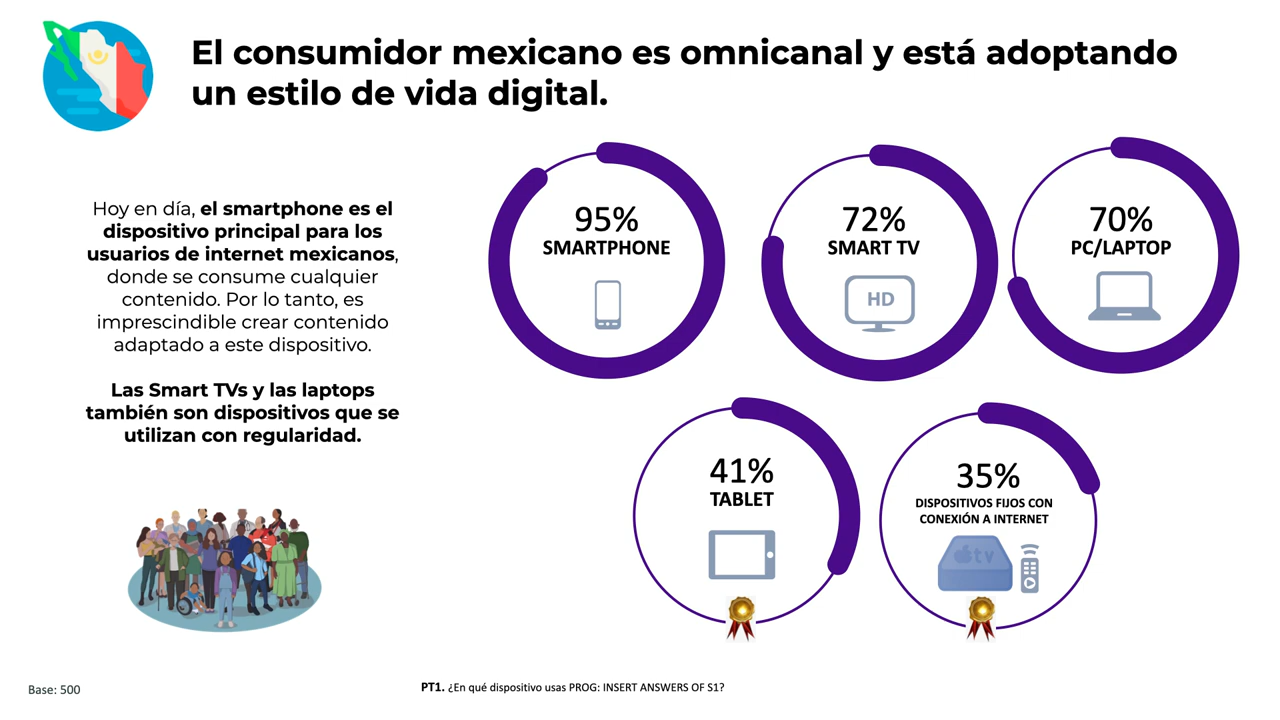 El consumidor mexicano es omnicanal y está adoptando
un estilo de vida digital.
Hoy en día, el smartphone es el
dispositivo principal para los
usuarios de internet mexicanos,
donde se consume cualquier
contenido. Por lo tanto, es
imprescindible crear contenido
adaptado a este dispositivo.
Las Smart TVs y las laptops
también son dispositivos que se
utilizan con regularidad.
95%
SMARTPHONE
72%
SMART TV
HD
70%
PC/LAPTOP
41%
TABLET
35%
DISPOSITIVOS FIJOS CON
CONEXIÓN A INTERNET
tv
Base: 500
PT1. ¿En qué dispositivo usas PROG: INSERT ANSWERS OF S1?